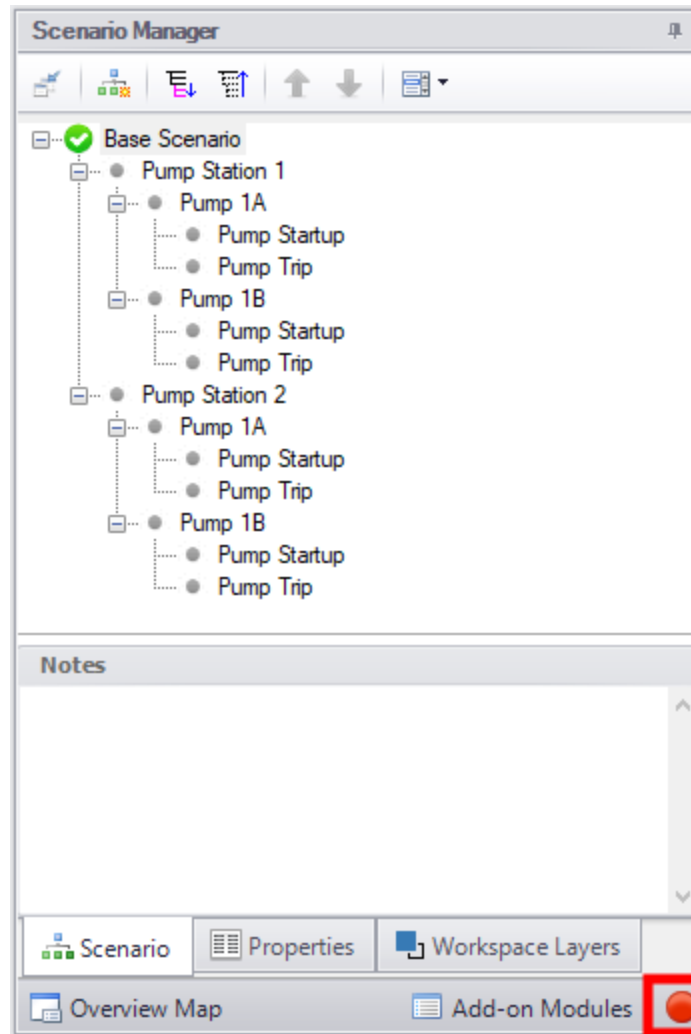 Scenario Manager
Base Scenario
Pump Station 1
Pump 1A
Pump Startup
Pump Trip
Pump 1B
Pump Startup
Pump Trip
Pump Station 2
Pump 1A
Pump Startup
Pump Trip
Pump 1B
Pump Startup
Pump Trip
Notes
Scenario Properties Workspace Layers
Overview Map Add-on Modules